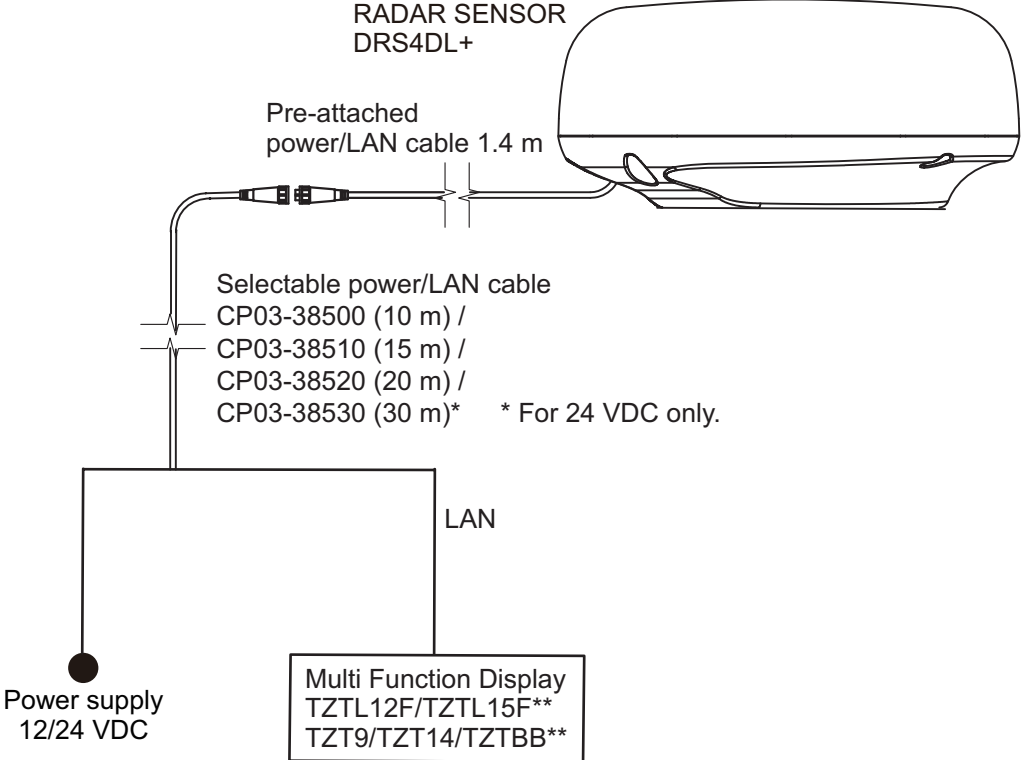 RADAR SENSOR
DRS4DL+
Pre-attached
power/LAN cable 1.4 m
Selectable power/LAN cable
CP03-38500 (10 m) /
CP03-38510 (15 m) /
CP03-38520 (20 m) /
CP03-38530 (30 m)* * For 24 VDC only.
LAN
Power supply
12/24 VDC
Multi Function Display
TZTL12F/TZTL15F**
TZT9/TZT14/TZTBB**